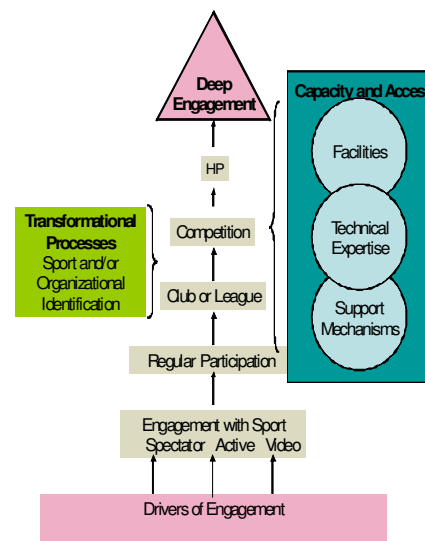 Deep
Engagement
Capacity and Access
Facilities
HP
Transformational
Processes
Sport and/or
Organizational
Identification
Competition
Technical
Expertise
Club or League
Support
Mechanisms
Regular Participation
Engagement with Sport
Spectator Active Video
Drivers of Engagement